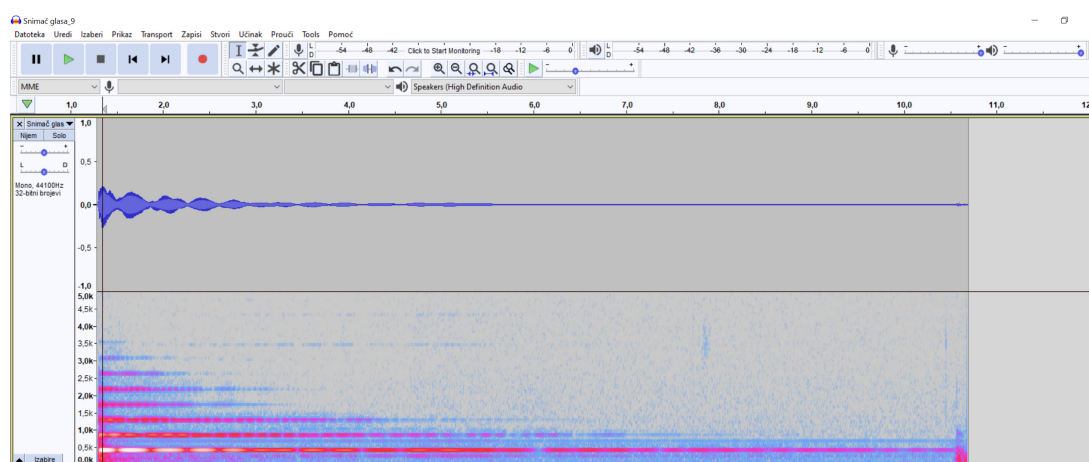 Snimač glasa_9
Datoteka Uredi Izaberi Prikaz Transport Zapisi Stvori Učinak Prouči Tools Pomoć
L D -54 -48 -42 Click to Start Monitoring -18 -12 -6 0 L D -54 -48 -42 -36 -30 -24 -18 -12 -6 0
MME Speakers (High Definition Audio
1,0 2,0 3,0 4,0 5,0 6,0 7,0 8,0 9,0 10,0 11,0 12
Snimač glas 1,0
Nijem Solo
- +
0,5
L D
Mono, 44100Hz
32-bitni brojevi
0,0
-0,5
-1,0
5,0k
4,5k
4,0k
3,5k
3,0k
2,5k
2,0k
1,5k
1,0k
0,5k
Izabire 0,0k